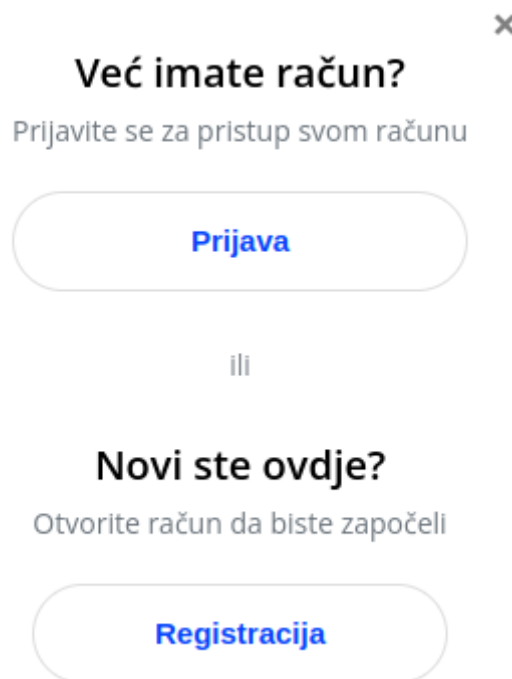 Već imate račun?
Prijavite se za pristup svom računu
Prijava
ili
Novi ste ovdje?
Otvorite račun da biste započeli
Registracija